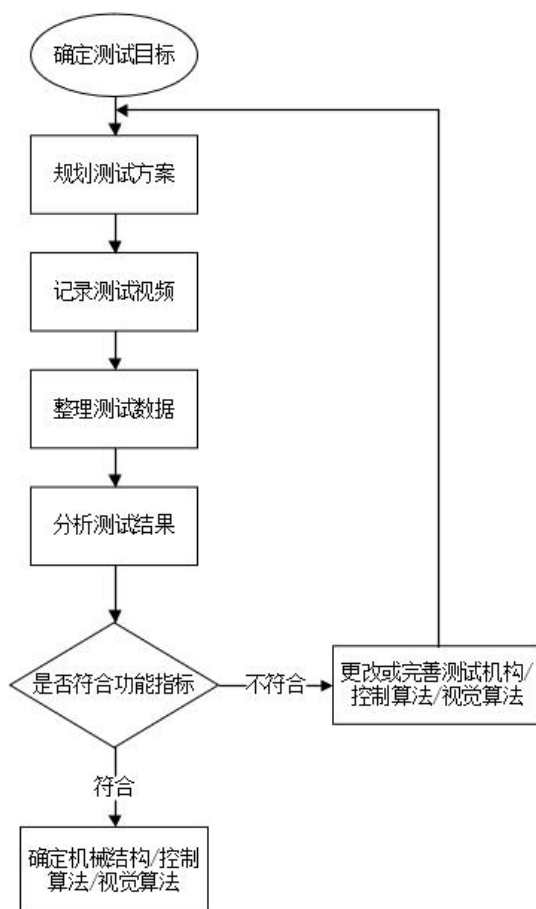 确定测试目标
规划测试方案
记录测试视频
整理测试数据
分析测试结果
是否符合功能指标
不符合
更改或完善测试机构/
控制算法/视觉算法
符合
确定机械结构/控制
算法/视觉算法